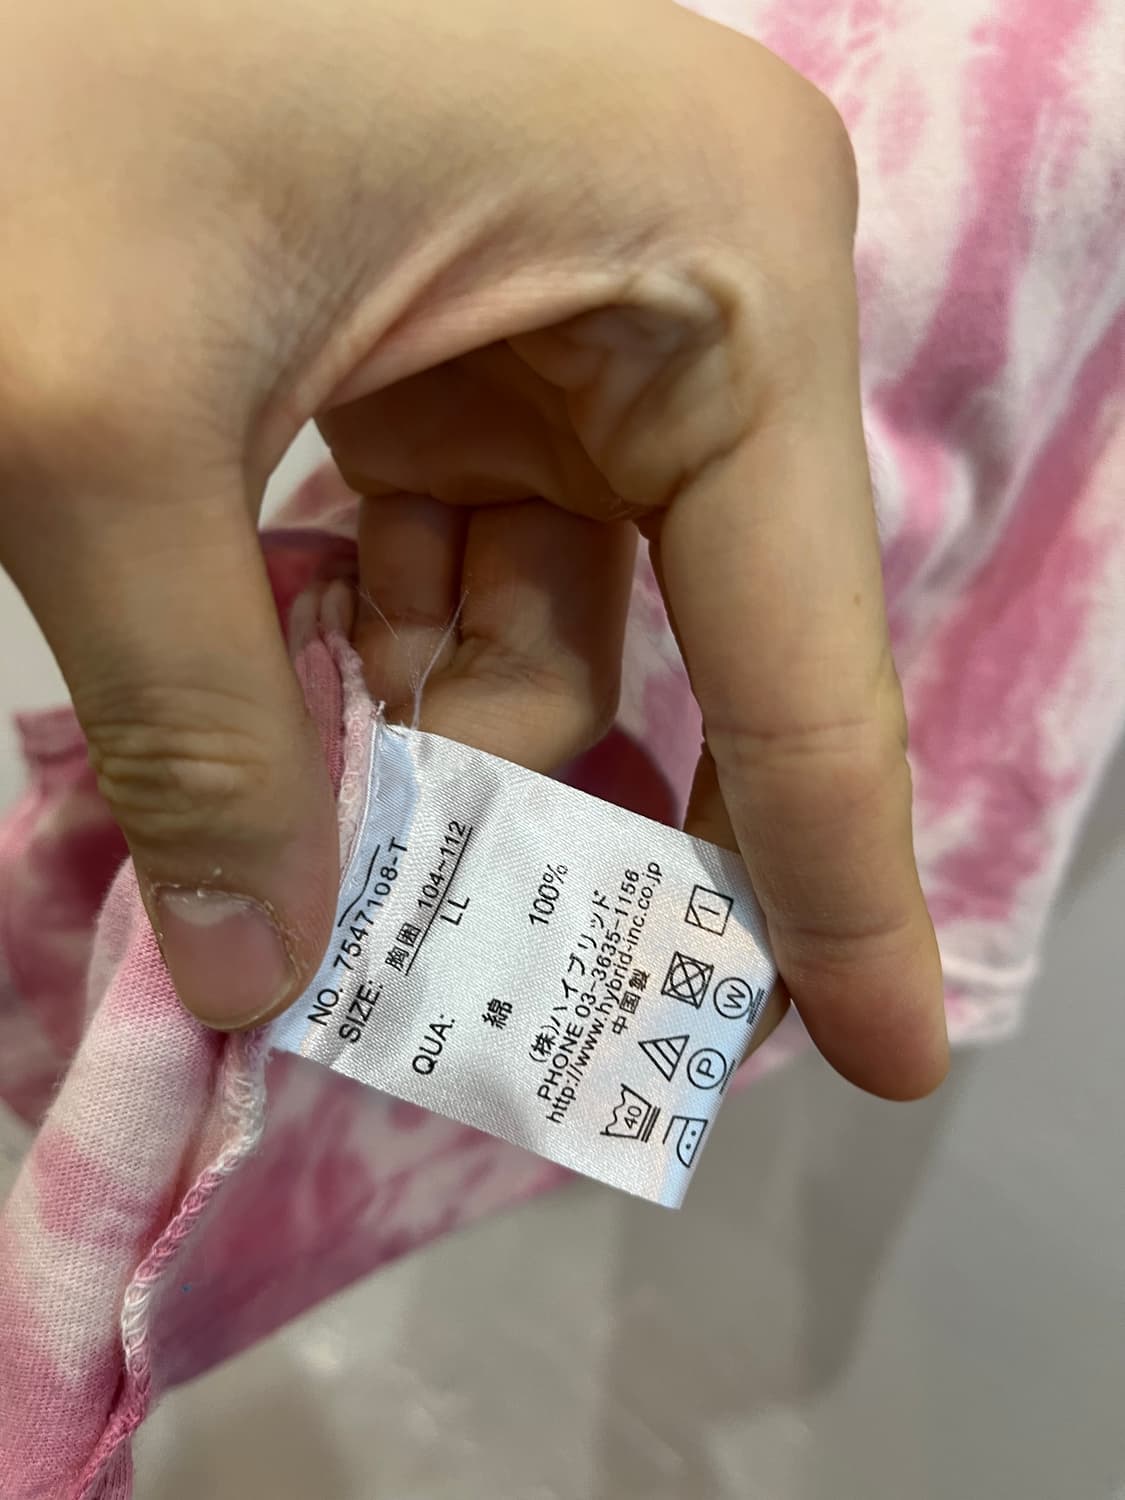 NO. 7547108-T
SIZE: 胸囲 104~112
LL
QUA:
綿 100%
(株)ハイブリッド
PHONE 03-3635-1156
http://www.hybrid-inc.co.jp
中国製
40
1
P
W